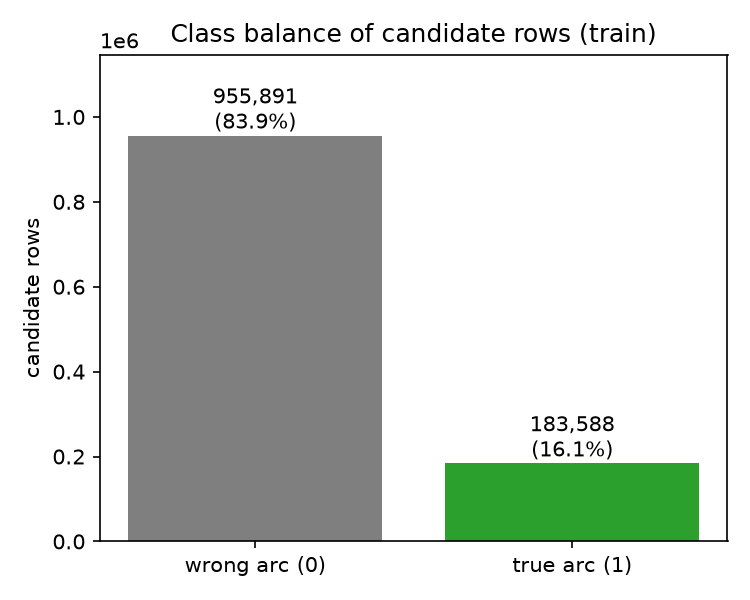 Class balance of candidate rows (train)
1e6
955,891
(83.9%)
183,588
(16.1%)
1.0
0.8
0.6
0.4
0.2
0.0
candidate rows
wrong arc (0)
true arc (1)